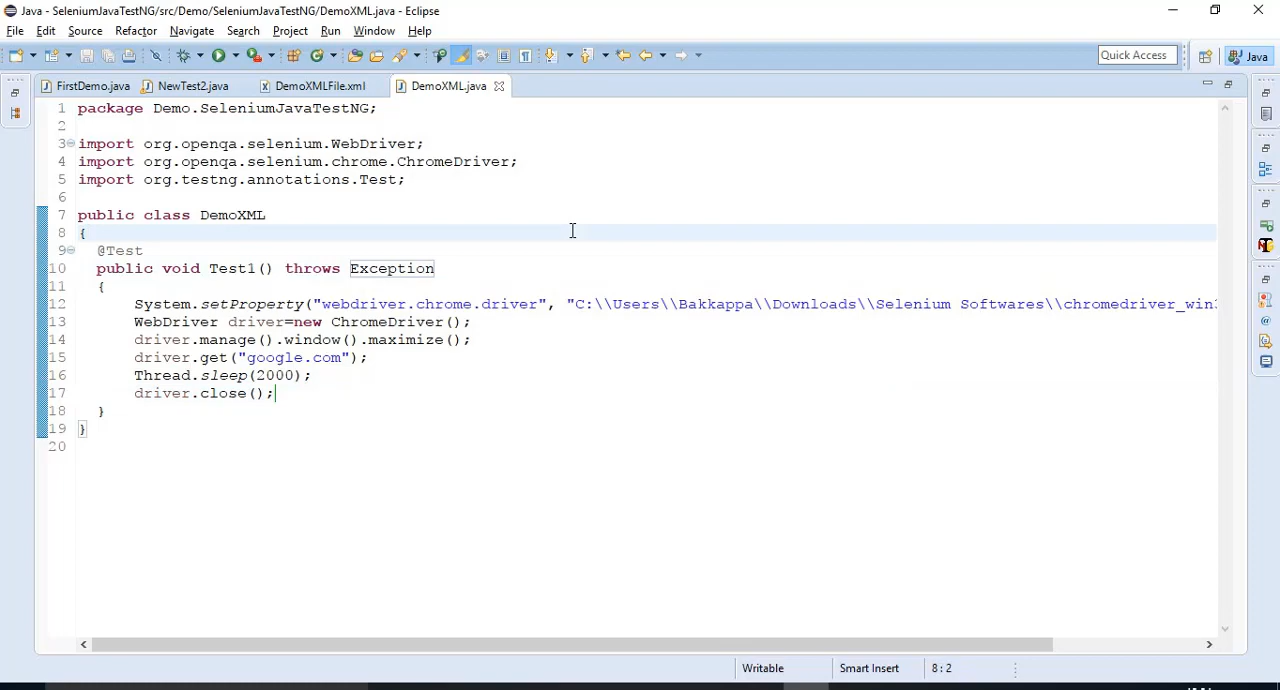 Java - SeleniumJavaTestNG/src/Demo/SeleniumJavaTestNG/DemoXML.java - Eclipse
File Edit Source Refactor Navigate Search Project Run Window Help
Quick Access Java
FirstDemo.java NewTest2.java DemoXMLFile.xml DemoXML.java
1 package Demo.SeleniumJavaTestNG;
2
3 import org.openqa.selenium.WebDriver;
4 import org.openqa.selenium.chrome.ChromeDriver;
5 import org.testng.annotations.Test;
6
7 public class DemoXML
8 {
9 @Test
10 public void Test1() throws Exception
11 {
12 System.setProperty("webdriver.chrome.driver", "C:\\Users\\Bakkappa\\Downloads\\Selenium Softwares\\chromedriver_win
13 WebDriver driver=new ChromeDriver();
14 driver.manage().window().maximize();
15 driver.get("google.com");
16 Thread.sleep(2000);
17 driver.close();
18 }
19 }
20
Writable Smart Insert 8 : 2